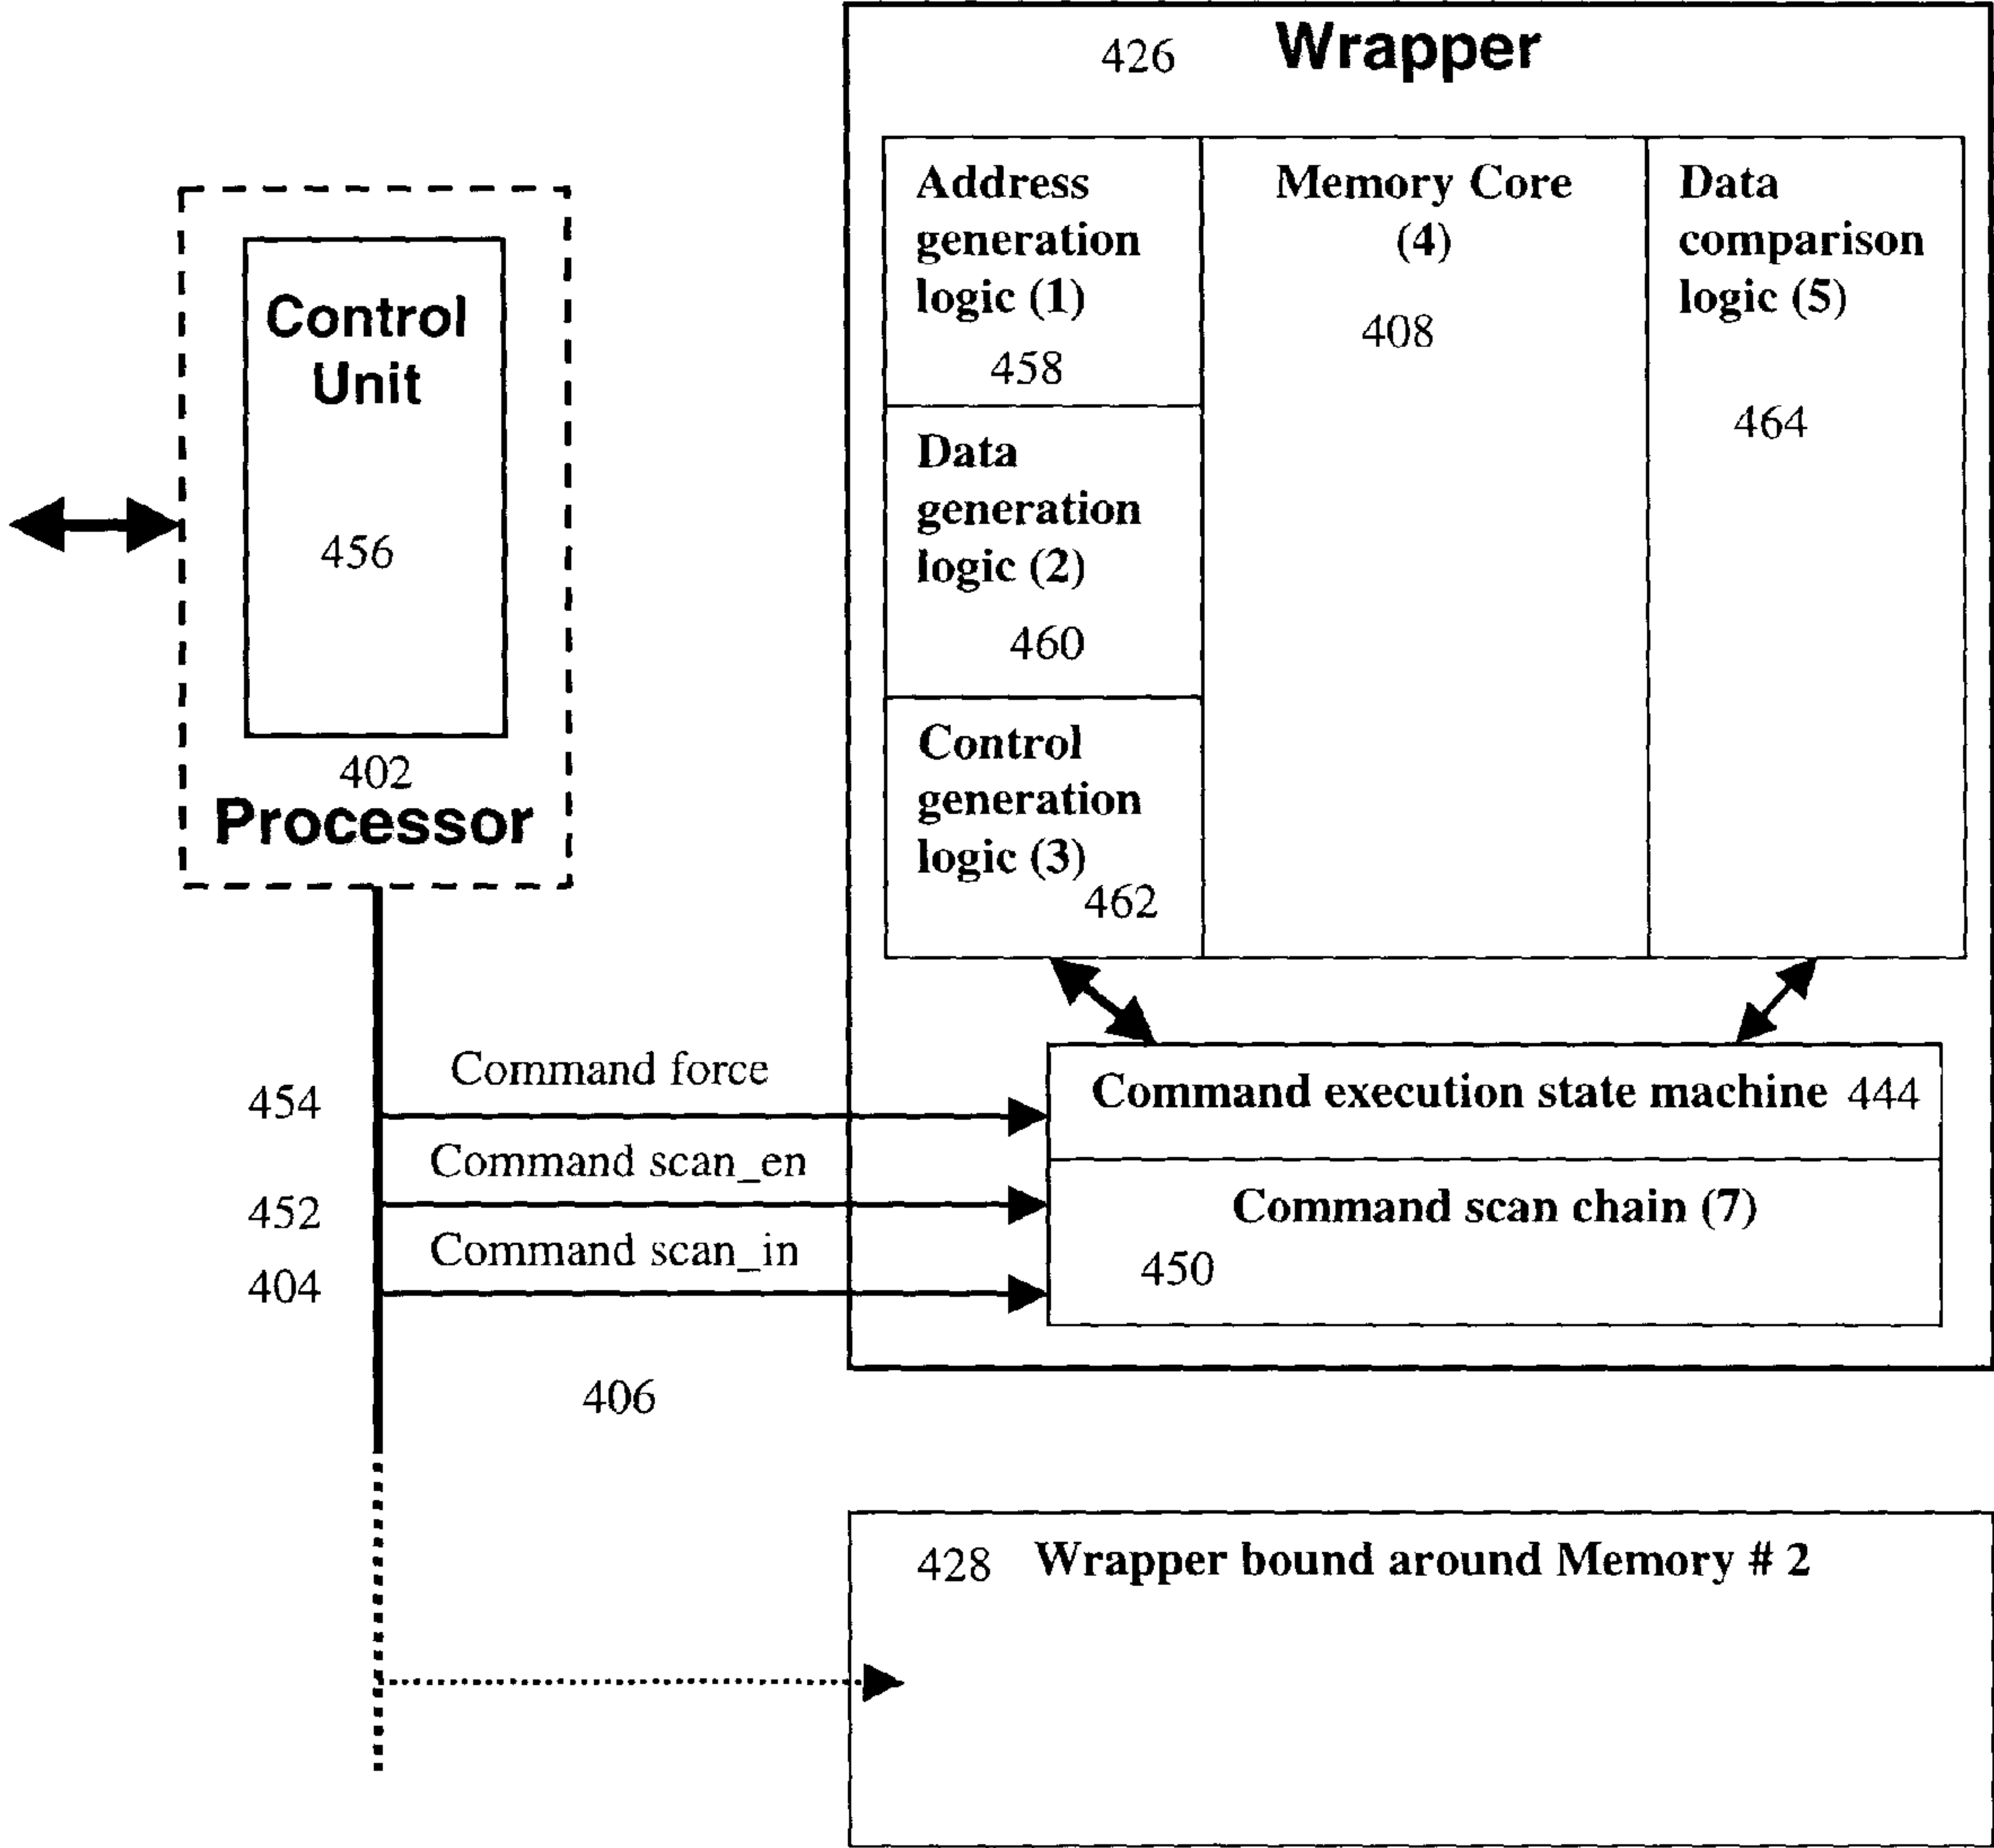 426 Wrapper
Address
generation
logic (1)
458
Memory Core
(4)
408
Data
comparison
logic (5)
464
Data
generation
logic (2)
460
Control
generation
logic (3)
462
Control
Unit
456
402
Processor
454 Command force
452 Command scan_en
404 Command scan_in
406
Command execution state machine 444
Command scan chain (7)
450
428 Wrapper bound around Memory # 2